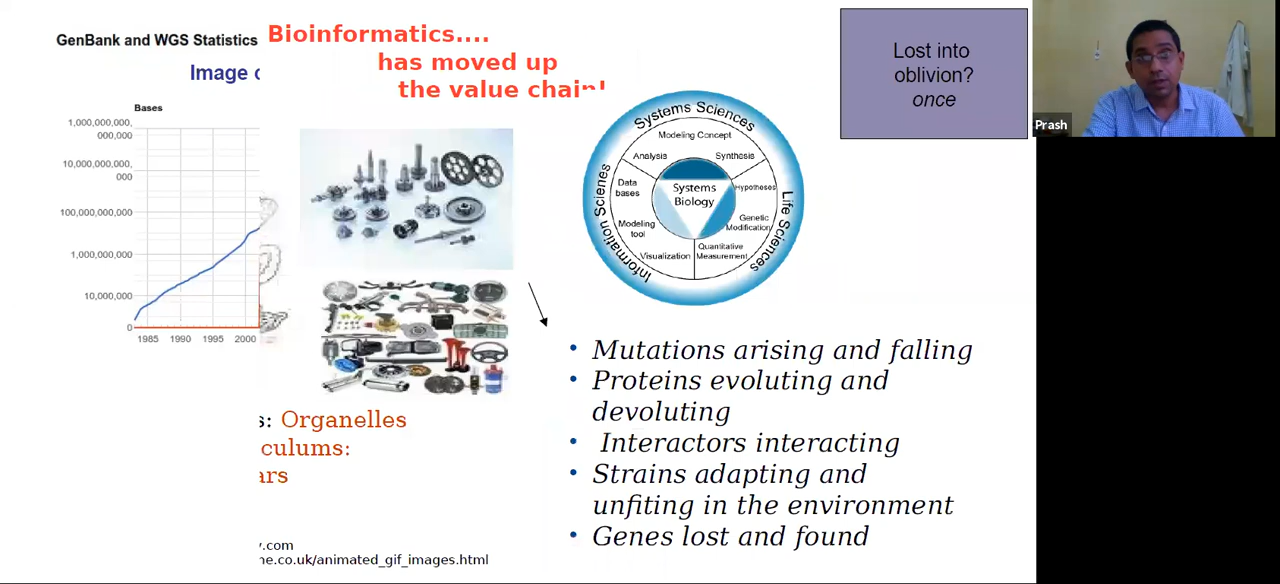 GenBank and WGS Statistics
Image
Bases
1,000,000,000,
000,000
10,000,000,000,
000
100,000,000,000
1,000,000,000
10,000,000
0
1985 1990 1995 2000
Bioinformatics....
has moved up
the value chain!
Systems Sciences
Life Sciences
Information Scienes
Modeling Concept
Analysis
Synthesis
Data
bases
Hypotheses
Systems
Biology
Modeling
tool
Genetic
Modification
Visualization
Quantitative
Measurement
Lost into
oblivion?
once
Prash
s: Organelles
culums:
ars
• Mutations arising and falling
• Proteins evoluting and
devoluting
• Interactors interacting
• Strains adapting and
unfiting in the environment
• Genes lost and found
y.com
ne.co.uk/animated_gif_images.html